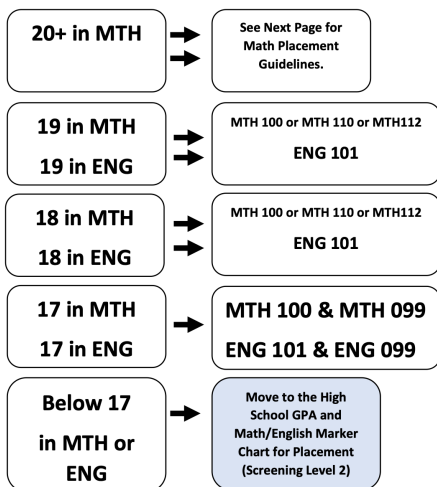 20+ in MTH
See Next Page for
Math Placement
Guidelines.
19 in MTH
19 in ENG
MTH 100 or MTH 110 or MTH112
ENG 101
18 in MTH
18 in ENG
MTH 100 or MTH 110 or MTH112
ENG 101
17 in MTH
17 in ENG
MTH 100 & MTH 099
ENG 101 & ENG 099
Below 17
in MTH or
ENG
Move to the High
School GPA and
Math/English Marker
Chart for Placement
(Screening Level 2)